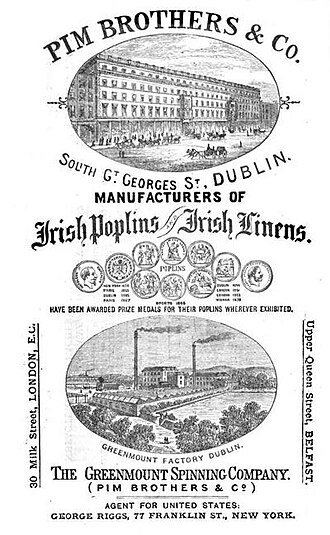 PIM BROTHERS & Co.
SOUTH GT GEORGES ST, DUBLIN.
MANUFACTURERS OF
Irish Poplins and Irish Linens.
POPLINS
HAVE BEEN AWARDED PRIZE MEDALS FOR THEIR POPLINS WHEREVER EXHIBITED.
30 Milk Street, LONDON, E.C.
Upper Queen Street, BELFAST.
GREENMOUNT FACTORY DUBLIN.
THE GREENMOUNT SPINNING COMPANY.
(PIM BROTHERS & Co)
AGENT FOR UNITED STATES:
GEORGE RIGGS, 77 FRANKLIN ST., NEW YORK.